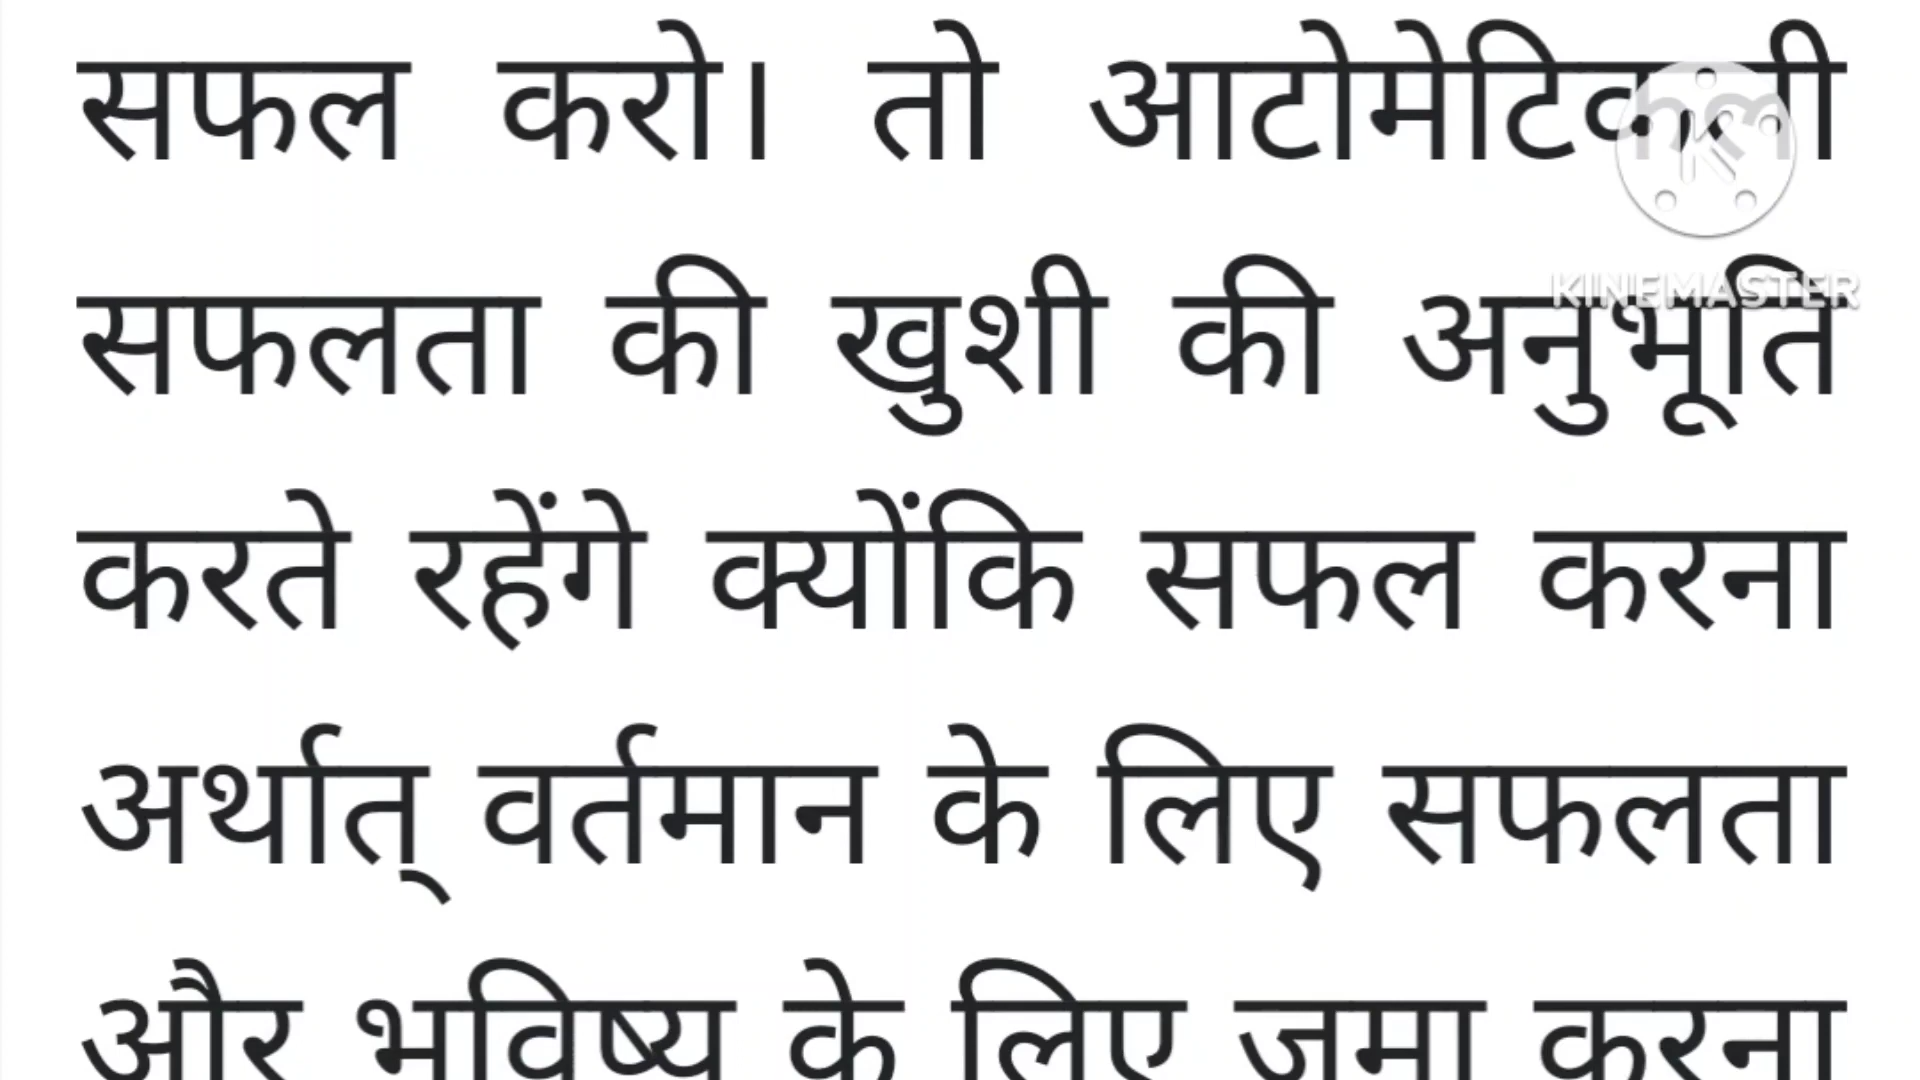 सफल करो। तो आटोमेटिकली
KINEMASTER
सफलता की खुशी की अनुभूति
करते रहेंगे क्योंकि सफल करना
अर्थात् वर्तमान के लिए सफलता
और भविष्य के लिए जमा करना